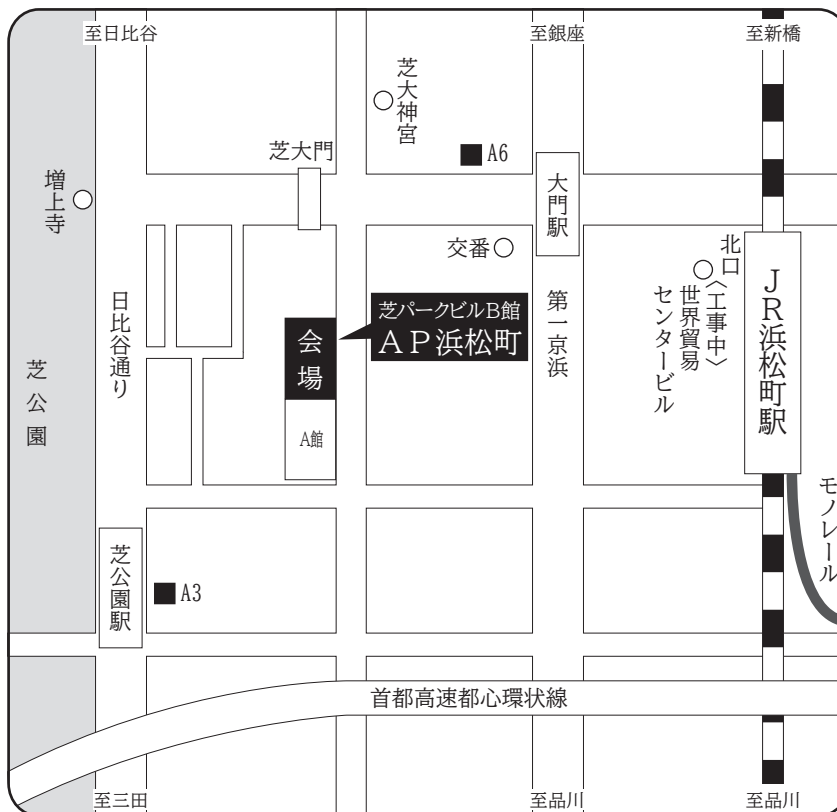 至日比谷
至銀座
至新橋
芝大神宮
A6
芝大門
大門駅
増上寺
交番
北口
〈工事中〉
世界貿易
センタービル
JR浜松町駅
日比谷通り
第一京浜
芝パークビルB館
AP浜松町
会場
芝公園
A館
モノレール
芝公園駅
A3
首都高速都心環状線
至三田
至品川
至品川